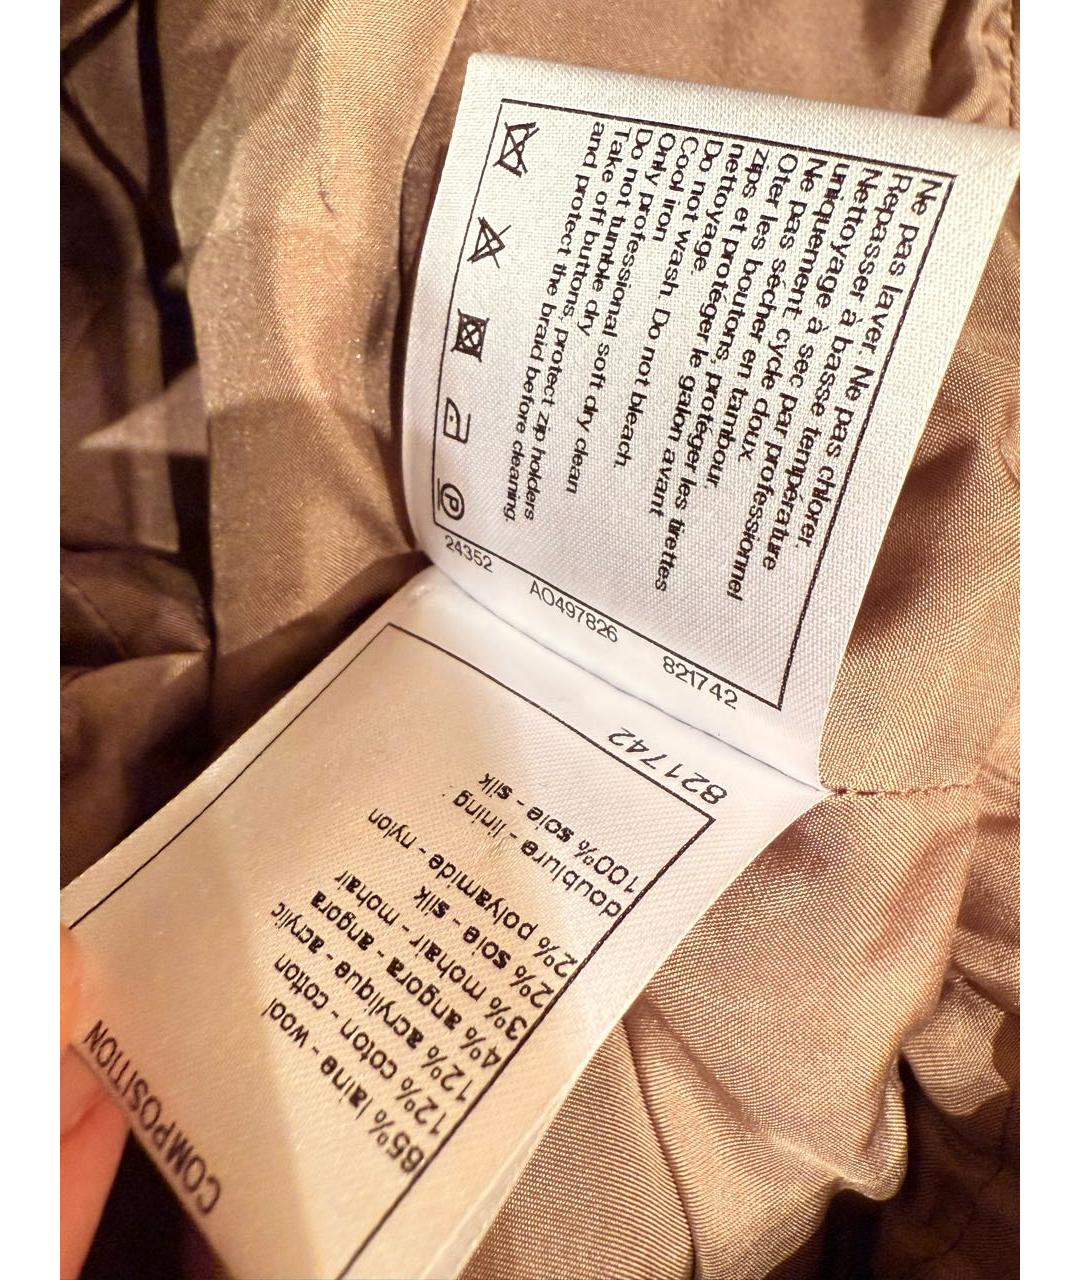 Ne pas laver. Ne pas chlorer.
Repasser à basse température
Nettoyage à sec par professionnel
uniquement, cycle doux.
Ne pas sécher en tambour
Oter les boutons, protéger les tirettes
zips et protéger le galon avant
nettoyage
Do not wash. Do not bleach.
Cool iron
Only professional soft dry clean
Do not tumble dry
Take off buttons, protect zip holders
and protect the braid before cleaning.
P
24352 AO497826 821742
COMPOSITION
65% laine - wool
12% coton - cotton
12% acrylique - acrylic
4% angora - angora
3% mohair - mohair
2% soie - silk
2% polyamide - nylon
doublure - lining
100% soie - silk
821742